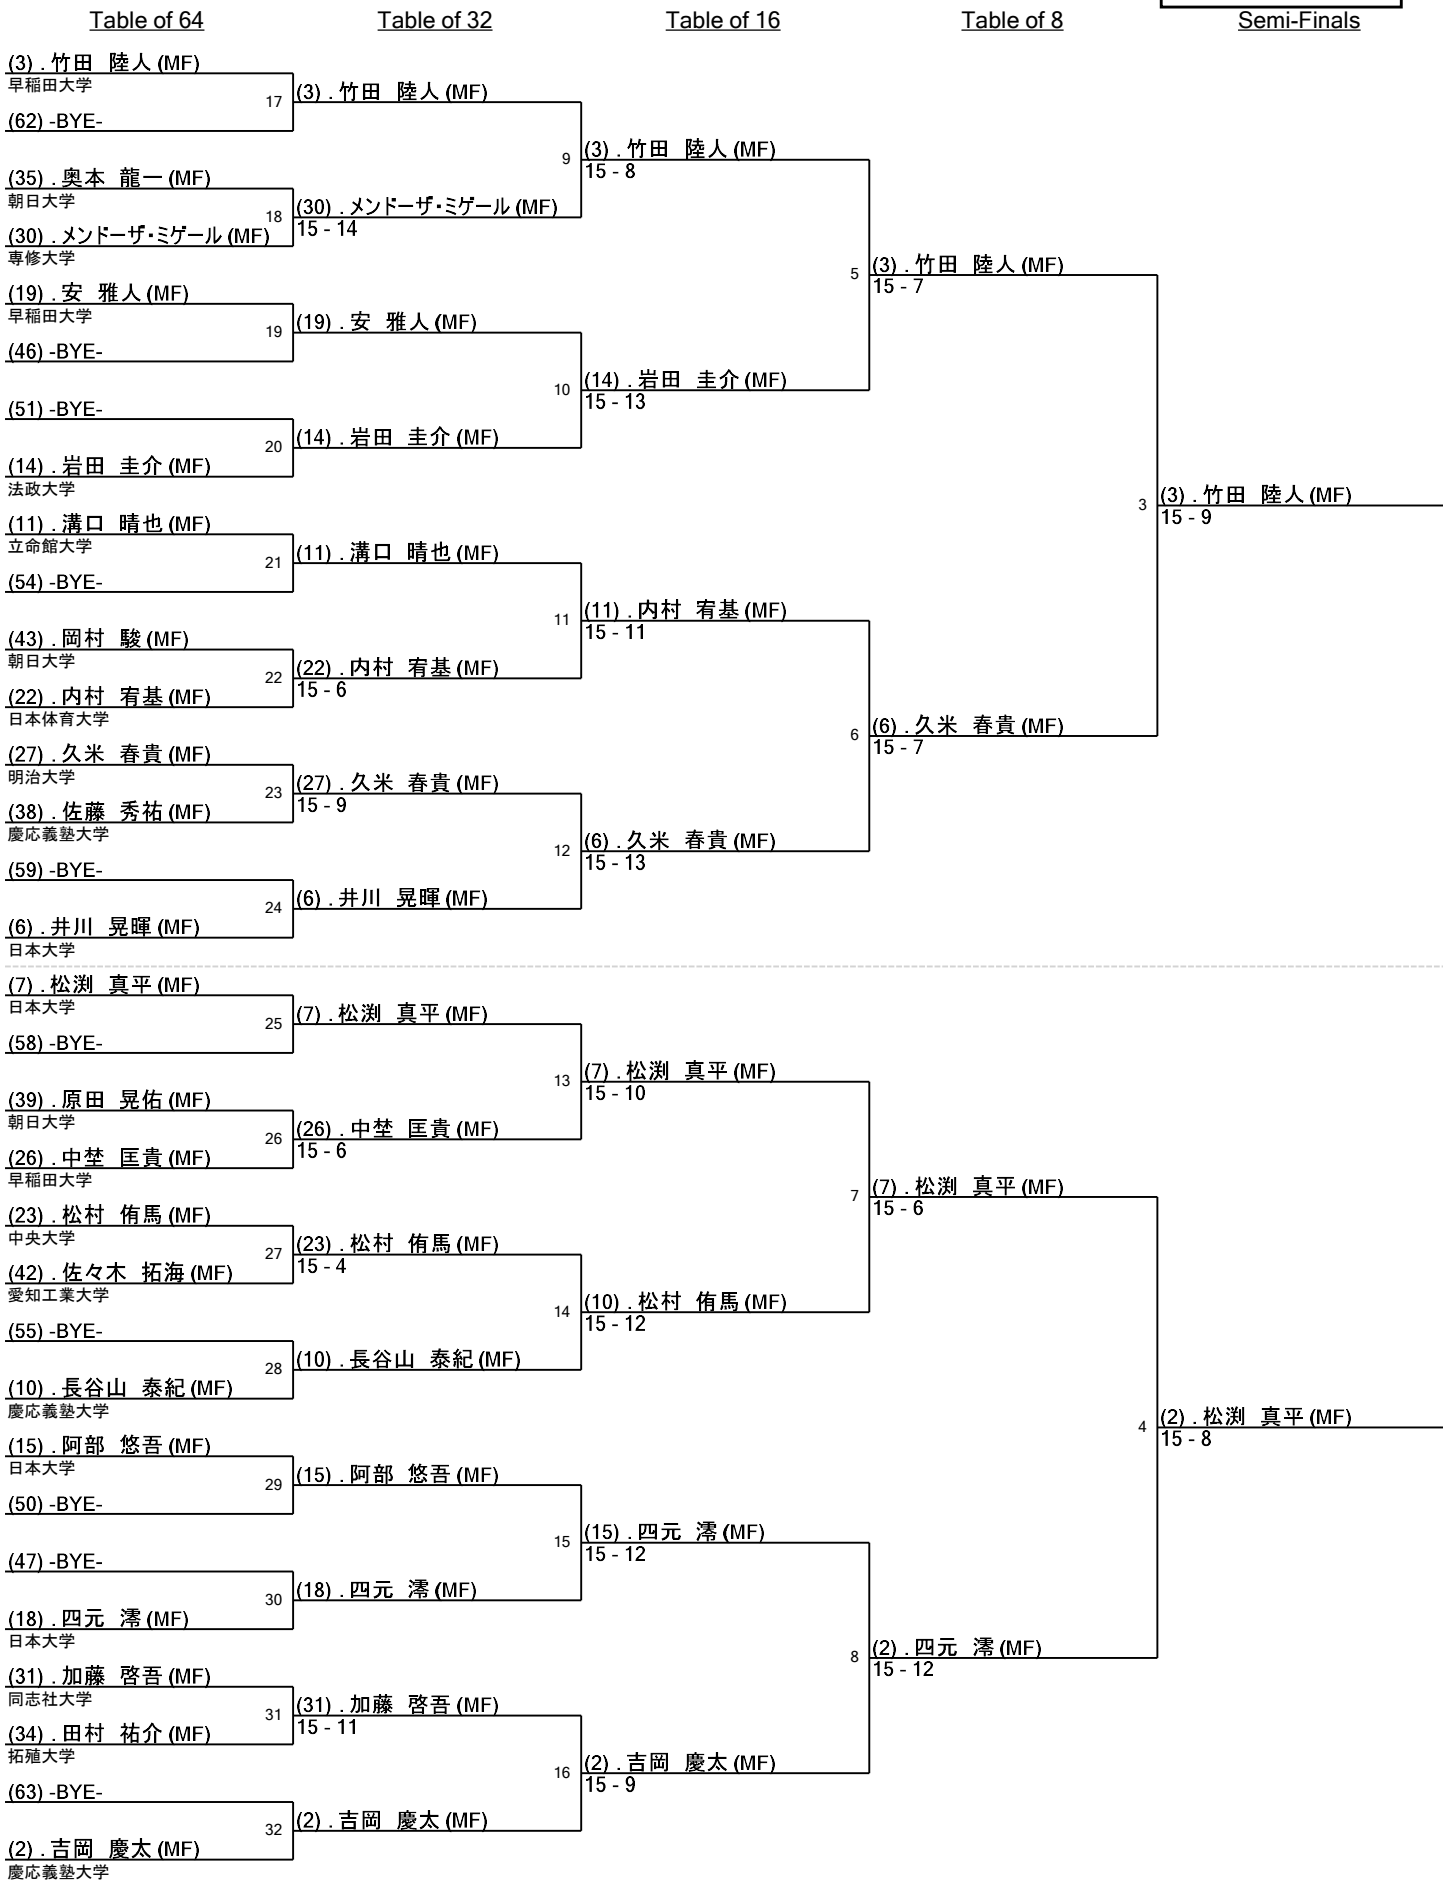 Table of 64
Table of 32
Table of 16
Table of 8
Semi-Finals
(3) . 竹田 陸人 (MF)
早稲田大学
(62) -BYE-
(35) . 奥本 龍一 (MF)
朝日大学
(30) . メンドーザ・ミゲール (MF)
専修大学
(19) . 安 雅人 (MF)
早稲田大学
(46) -BYE-
(51) -BYE-
(14) . 岩田 圭介 (MF)
法政大学
(11) . 溝口 晴也 (MF)
立命館大学
(54) -BYE-
(43) . 岡村 駿 (MF)
朝日大学
(22) . 内村 宥基 (MF)
日本体育大学
(27) . 久米 春貴 (MF)
明治大学
(38) . 佐藤 秀祐 (MF)
慶応義塾大学
(59) -BYE-
(6) . 井川 晃暉 (MF)
日本大学
(7) . 松渕 真平 (MF)
日本大学
(58) -BYE-
(39) . 原田 晃佑 (MF)
朝日大学
(26) . 中埜 匡貴 (MF)
早稲田大学
(23) . 松村 侑馬 (MF)
中央大学
(42) . 佐々木 拓海 (MF)
愛知工業大学
(55) -BYE-
(10) . 長谷山 泰紀 (MF)
慶応義塾大学
(15) . 阿部 悠吾 (MF)
日本大学
(50) -BYE-
(47) -BYE-
(18) . 四元 澪 (MF)
日本大学
(31) . 加藤 啓吾 (MF)
同志社大学
(34) . 田村 祐介 (MF)
拓殖大学
(63) -BYE-
(2) . 吉岡 慶太 (MF)
慶応義塾大学
17
(3) . 竹田 陸人 (MF)
18
(30) . メンドーザ・ミゲール (MF)
15 - 14
19
(19) . 安 雅人 (MF)
20
(14) . 岩田 圭介 (MF)
21
(11) . 溝口 晴也 (MF)
22
(22) . 内村 宥基 (MF)
15 - 6
23
(27) . 久米 春貴 (MF)
15 - 9
24
(6) . 井川 晃暉 (MF)
25
(7) . 松渕 真平 (MF)
26
(26) . 中埜 匡貴 (MF)
15 - 6
27
(23) . 松村 侑馬 (MF)
15 - 4
28
(10) . 長谷山 泰紀 (MF)
29
(15) . 阿部 悠吾 (MF)
30
(18) . 四元 澪 (MF)
31
(31) . 加藤 啓吾 (MF)
15 - 11
32
(2) . 吉岡 慶太 (MF)
9
(3) . 竹田 陸人 (MF)
15 - 8
10
(14) . 岩田 圭介 (MF)
15 - 13
11
(11) . 内村 宥基 (MF)
15 - 11
12
(6) . 久米 春貴 (MF)
15 - 13
13
(7) . 松渕 真平 (MF)
15 - 10
14
(10) . 松村 侑馬 (MF)
15 - 12
15
(15) . 四元 澪 (MF)
15 - 12
16
(2) . 吉岡 慶太 (MF)
15 - 9
5
(3) . 竹田 陸人 (MF)
15 - 7
6
(6) . 久米 春貴 (MF)
15 - 7
7
(7) . 松渕 真平 (MF)
15 - 6
8
(2) . 四元 澪 (MF)
15 - 12
3
(3) . 竹田 陸人 (MF)
15 - 9
4
(2) . 松渕 真平 (MF)
15 - 8